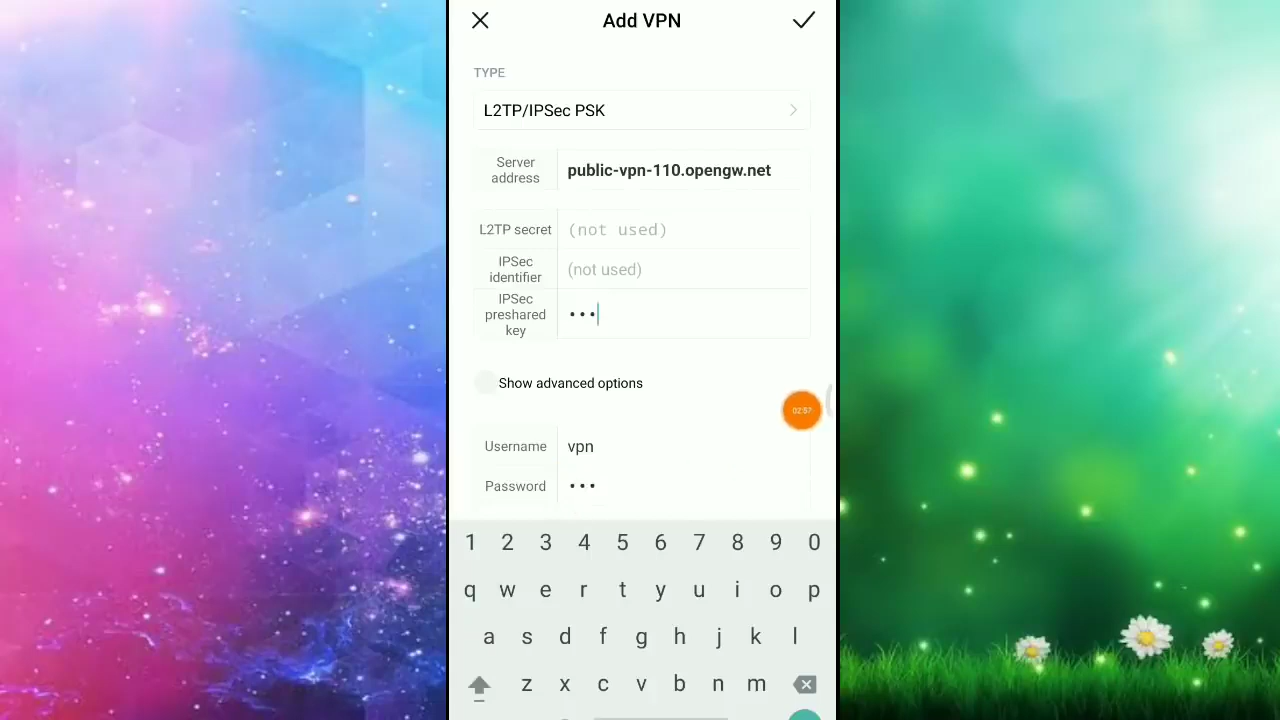 Add VPN
TYPE
L2TP/IPSec PSK
Server
address
public-vpn-110.opengw.net
L2TP secret
(not used)
IPSec
identifier
(not used)
IPSec
preshared
key
•••
Show advanced options
02:57
Username
vpn
Password
•••
1 2 3 4 5 6 7 8 9 0
q w e r t y u i o p
a s d f g h j k l
z x c v b n m